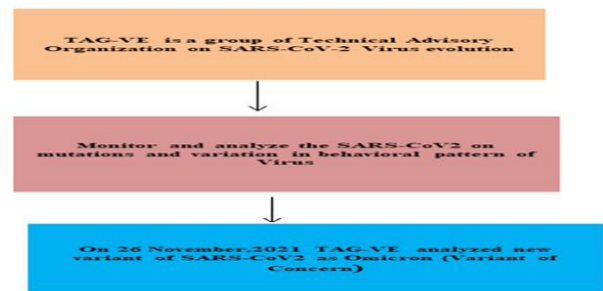 TAG-VE is a group of Technical Advisory
Organization on SARS-CoV-2 Virus evolution
Monitor and analyze the SARS-CoV2 on
mutations and variation in behavioral pattern of
Virus
On 26 November,2021 TAG-VE analyzed new
variant of SARS-CoV2 as Omicron (Variant of
Concern)